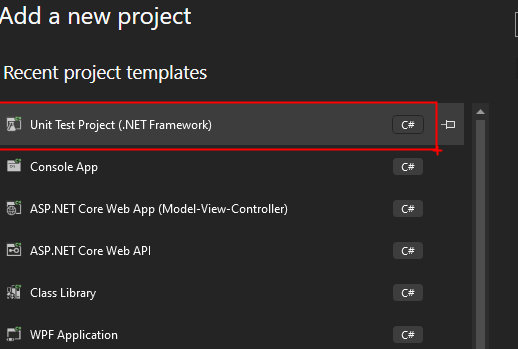 Add a new project
Recent project templates
Unit Test Project (.NET Framework) C#
Console App C#
ASP.NET Core Web App (Model-View-Controller) C#
ASP.NET Core Web API C#
Class Library C#
WPF Application C#